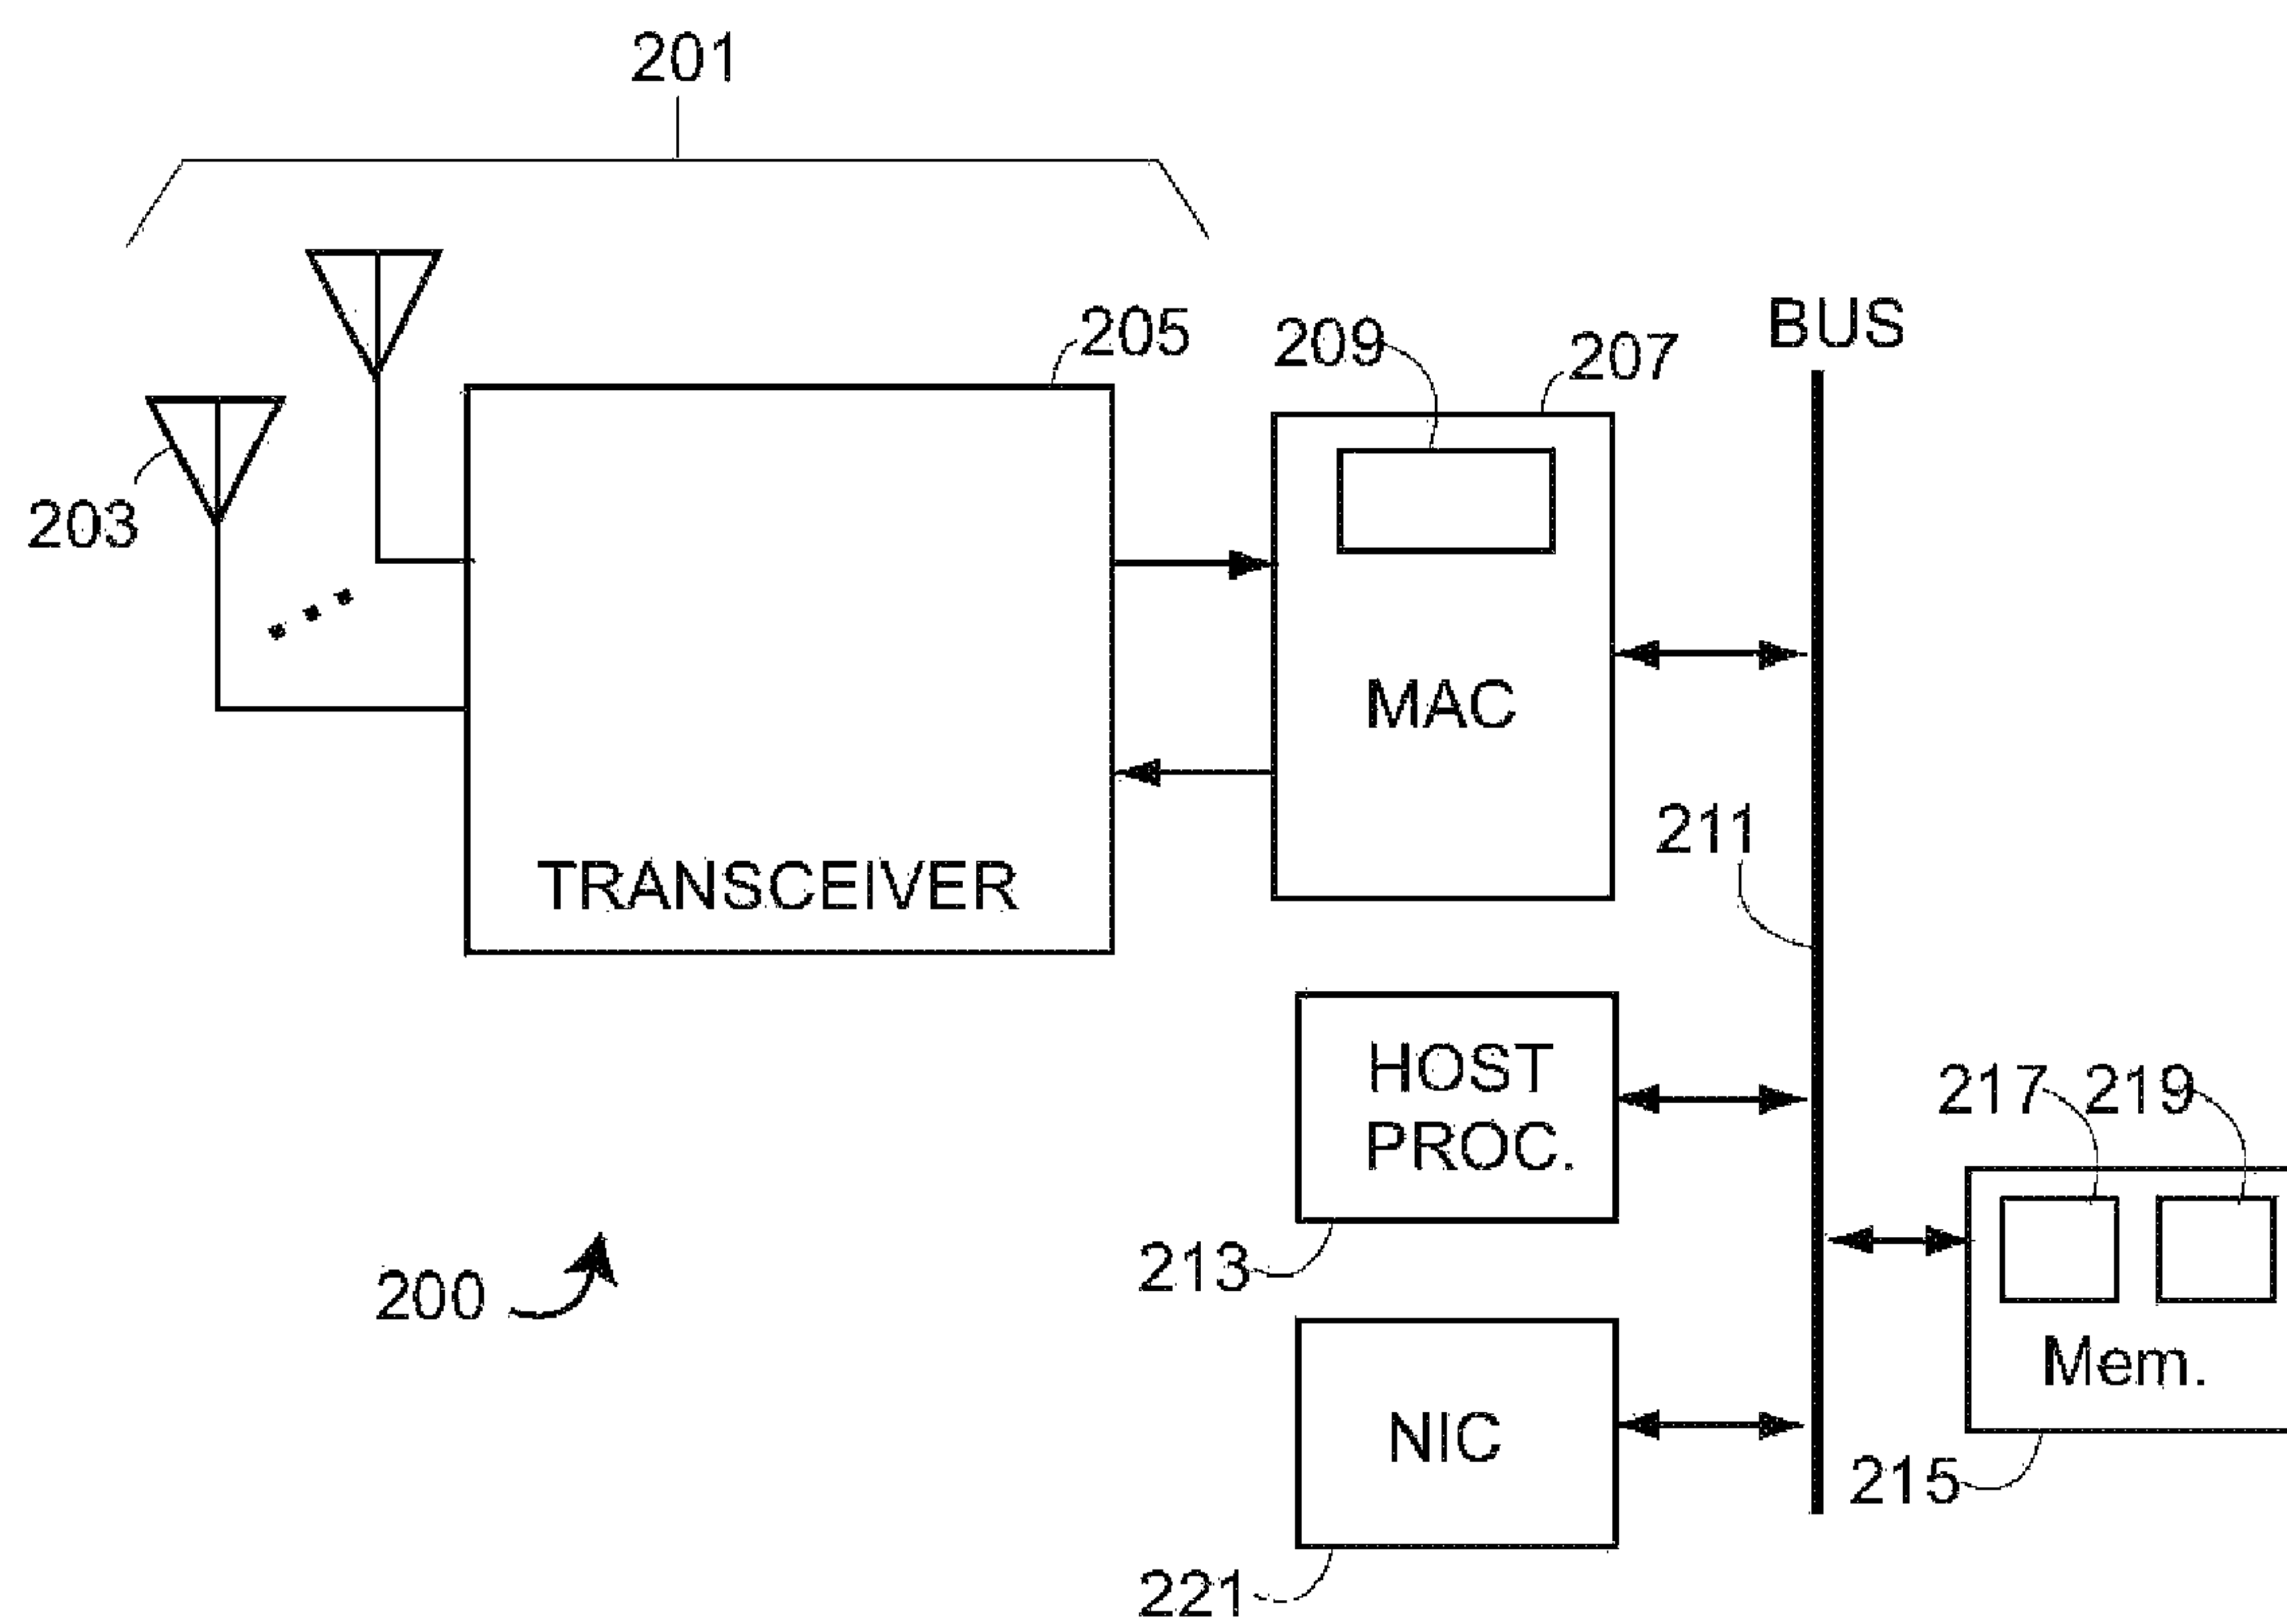 201
205
209
207
BUS
203
MAC
211
TRANSCEIVER
HOST
PROC.
217
219
213
200
Mem.
NIC
215
221